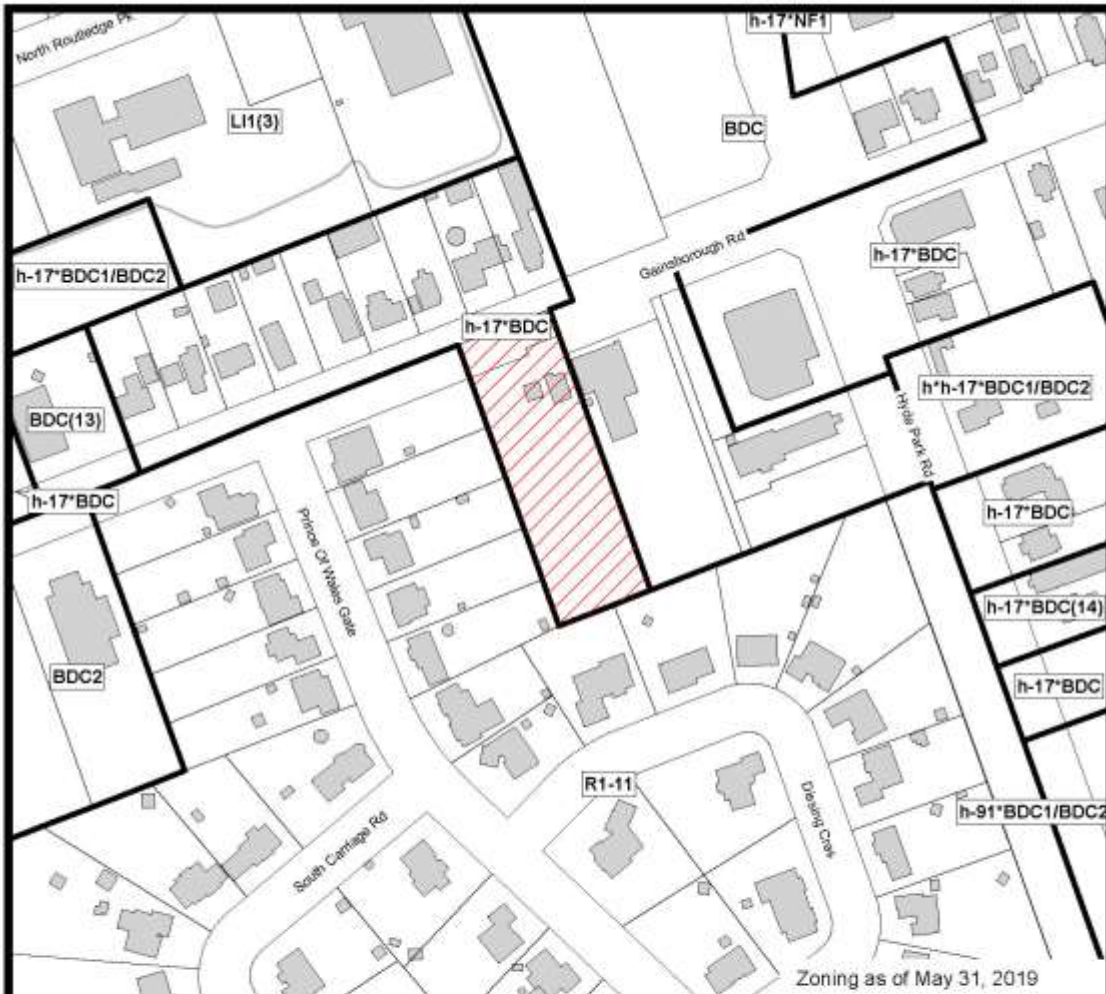 h-17*NF1
North Routledge Pk
LI1(3)
BDC
Gainsborough Rd
h-17*BDC
h-17*BDC1/BDC2
h-17*BDC
h*h-17*BDC1/BDC2
BDC(13)
Hyde Park Rd
h-17*BDC
h-17*BDC
Prince Of Wales Gate
h-17*BDC(14)
BDC2
h-17*BDC
R1-11
Diesing Cres
h-91*BDC1/BDC2
South Carriage Rd
Zoning as of May 31, 2019